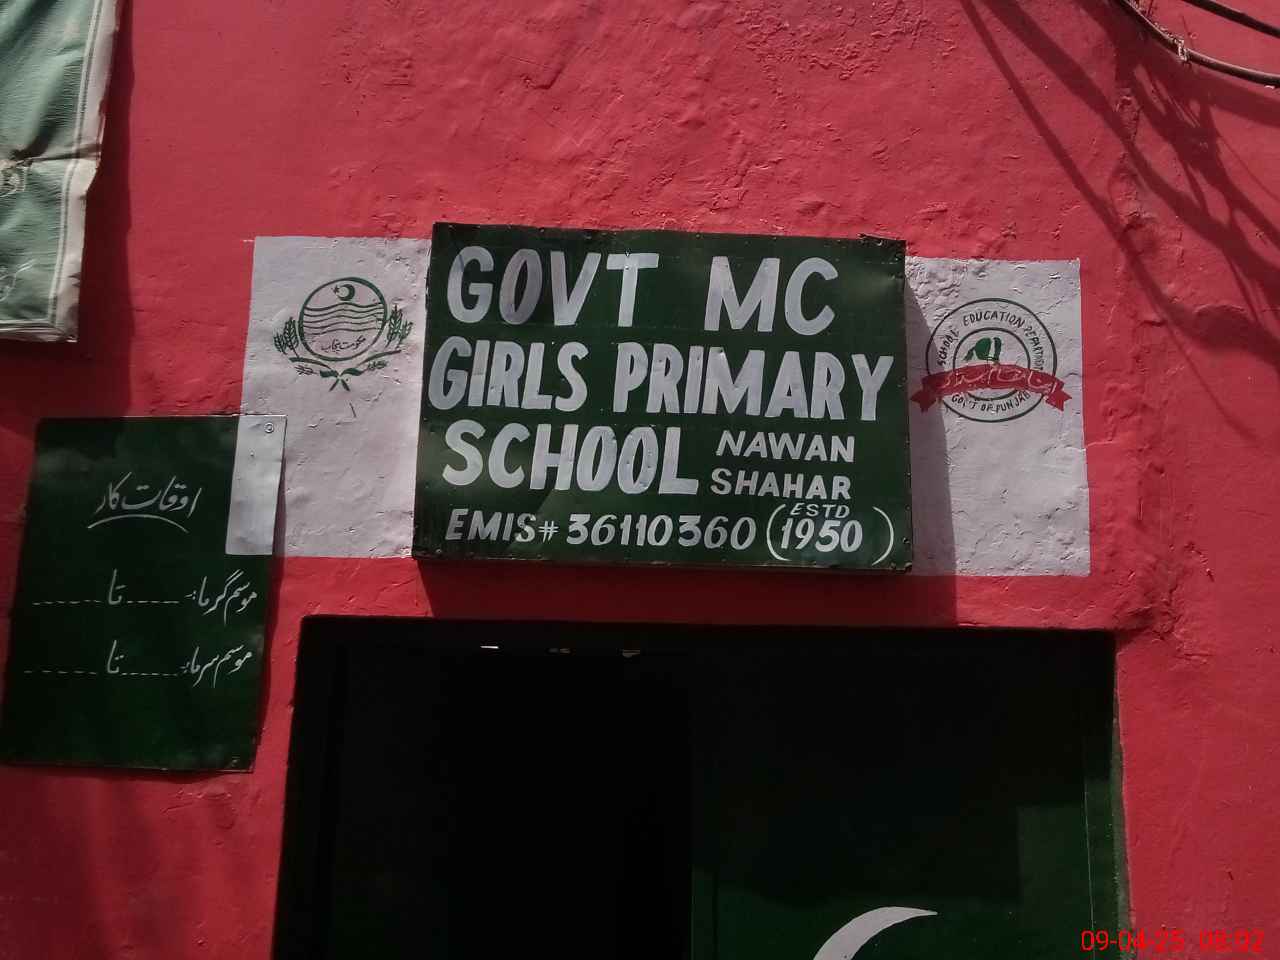 GOVT MC
GIRLS PRIMARY
SCHOOL NAWAN
SHAHAR
EMIS# 36110360 (ESTD 1950)
حکومت پنجاب
SCHOOL EDUCATION DEPARTMENT
GOVT OF PUNJAB
اوقات کار
موسم گرما:------تا------
موسم سرما:------تا------
09-04-25 08:02